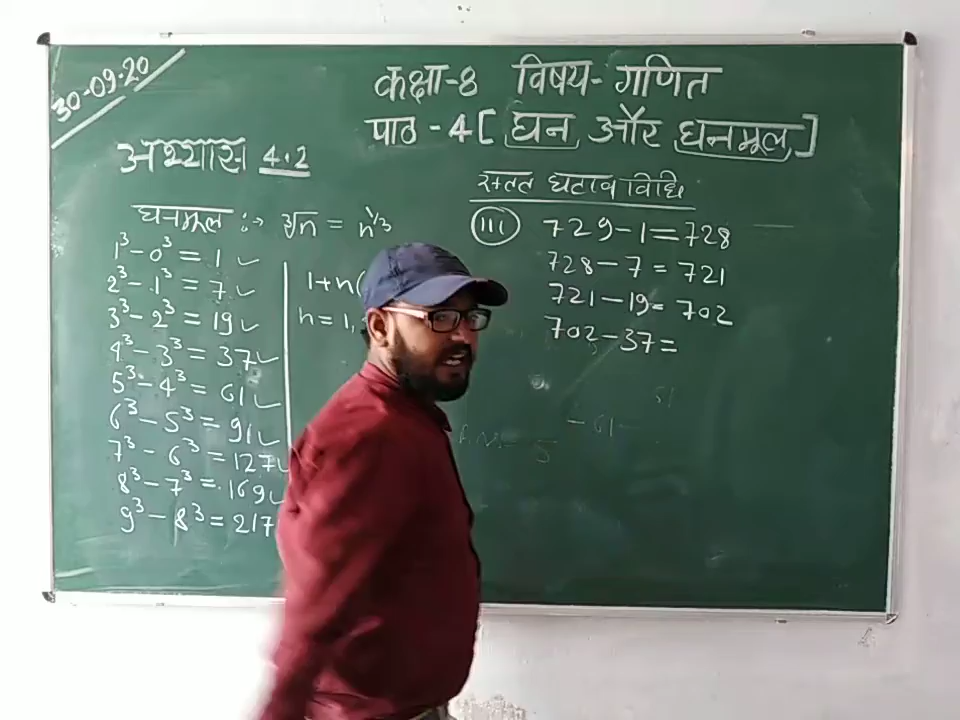 30-09-20
कक्षा-8 विषय-गणित
पाठ-4 [घन और घनमूल]
अभ्यास 4.2
घनमूल :→ ∛n = n^1/3
1³ - 0³ = 1 ✓
2³ - 1³ = 7 ✓
3³ - 2³ = 19 ✓
4³ - 3³ = 37 ✓
5³ - 4³ = 61 ✓
6³ - 5³ = 91 ✓
7³ - 6³ = 127 ✓
8³ - 7³ = 169 ✓
9³ - 8³ = 217
1+n(
n=1,
सतत घटाव विधि
(III) 729-1=728
728-7=721
721-19=702
702-37=